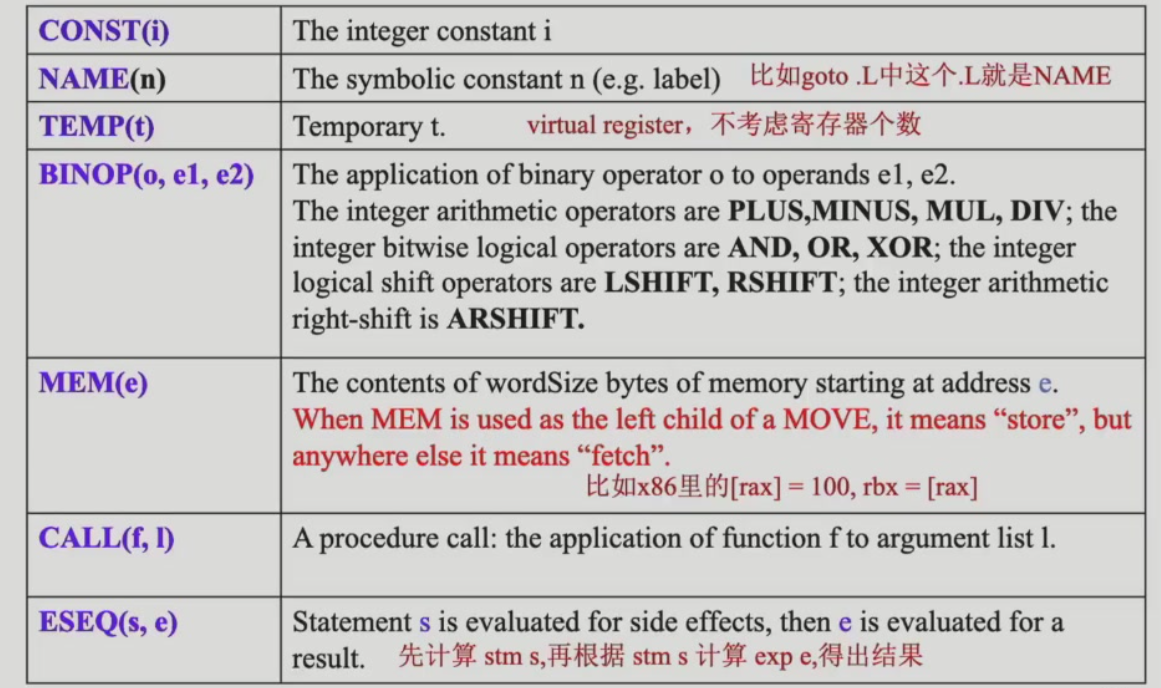 CONST(i)
The integer constant i
NAME(n)
The symbolic constant n (e.g. label) 比如goto .L中这个.L就是NAME
TEMP(t)
Temporary t. virtual register，不考虑寄存器个数
BINOP(o, e1, e2)
The application of binary operator o to operands e1, e2.
The integer arithmetic operators are PLUS,MINUS, MUL, DIV; the
integer bitwise logical operators are AND, OR, XOR; the integer
logical shift operators are LSHIFT, RSHIFT; the integer arithmetic
right-shift is ARSHIFT.
MEM(e)
The contents of wordSize bytes of memory starting at address e.
When MEM is used as the left child of a MOVE, it means “store”, but
anywhere else it means “fetch”.
比如x86里的[rax] = 100, rbx = [rax]
CALL(f, l)
A procedure call: the application of function f to argument list l.
ESEQ(s, e)
Statement s is evaluated for side effects, then e is evaluated for a
result. 先计算 stm s,再根据 stm s 计算 exp e,得出结果